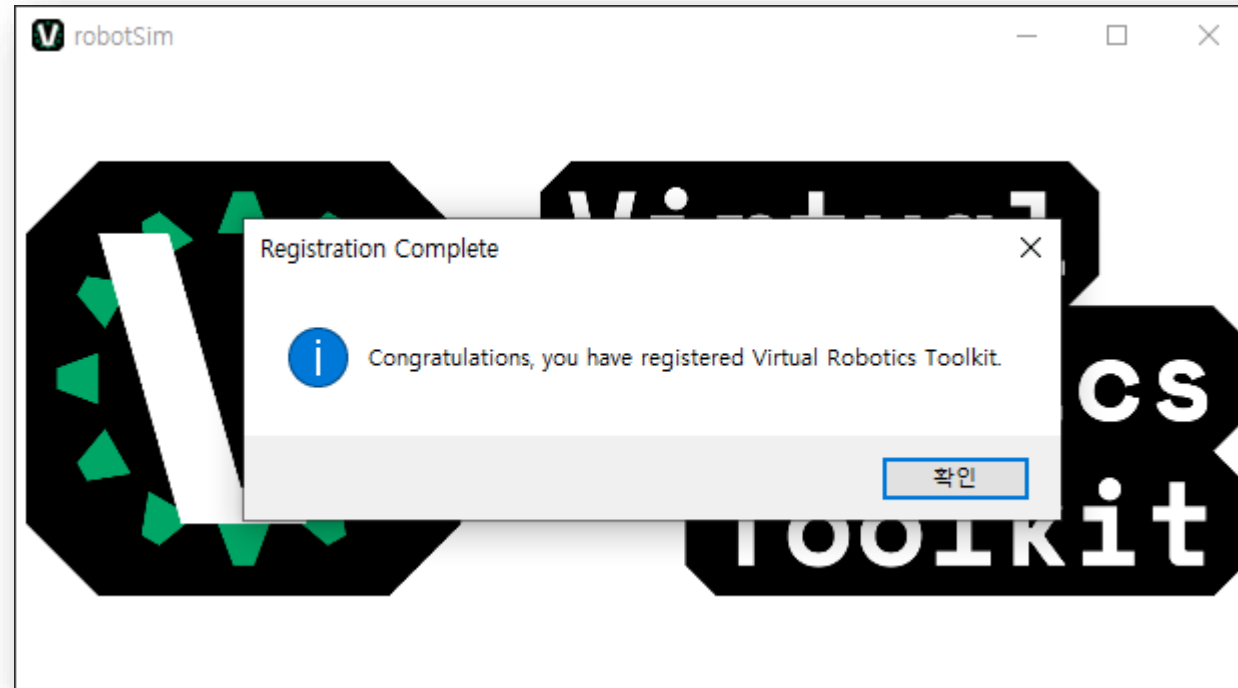 robotSim
Registration Complete
Congratulations, you have registered Virtual Robotics Toolkit.
확인
Toolkit